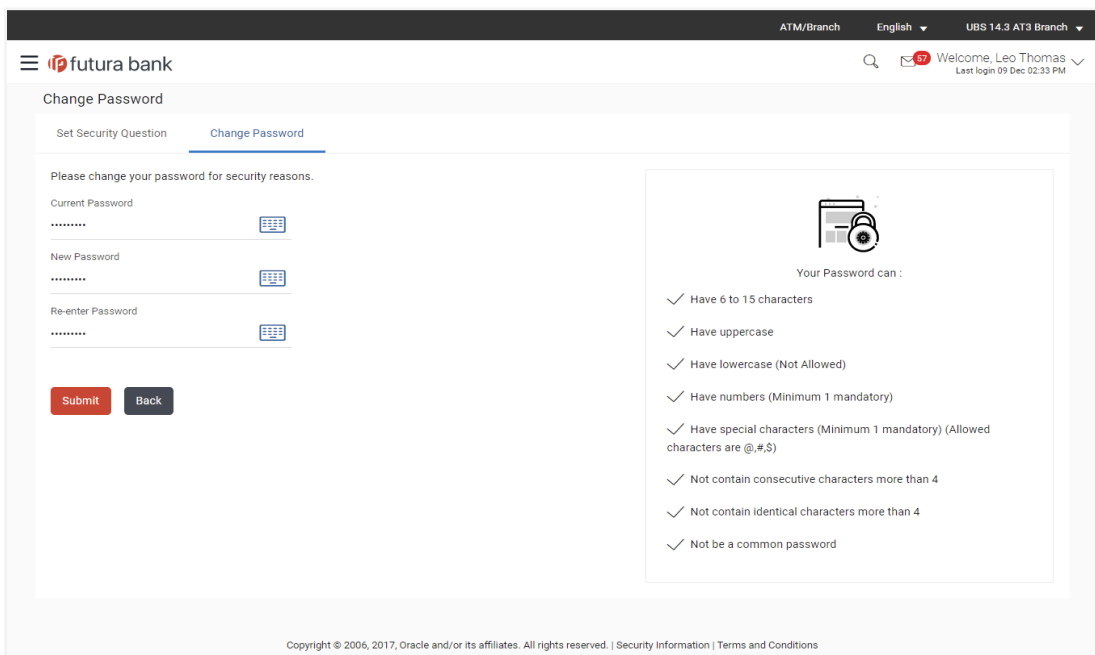 ATM/Branch English UBS 14.3 AT3 Branch
futura bank 57 Welcome, Leo Thomas
Last login 09 Dec 02:33 PM
Change Password
Set Security Question Change Password
Please change your password for security reasons.
Current Password
•••••••••
New Password
•••••••••
Re-enter Password
•••••••••
Submit Back
Your Password can :
Have 6 to 15 characters
Have uppercase
Have lowercase (Not Allowed)
Have numbers (Minimum 1 mandatory)
Have special characters (Minimum 1 mandatory) (Allowed
characters are @,#,$)
Not contain consecutive characters more than 4
Not contain identical characters more than 4
Not be a common password
Copyright © 2006, 2017, Oracle and/or its affiliates. All rights reserved. | Security Information | Terms and Conditions